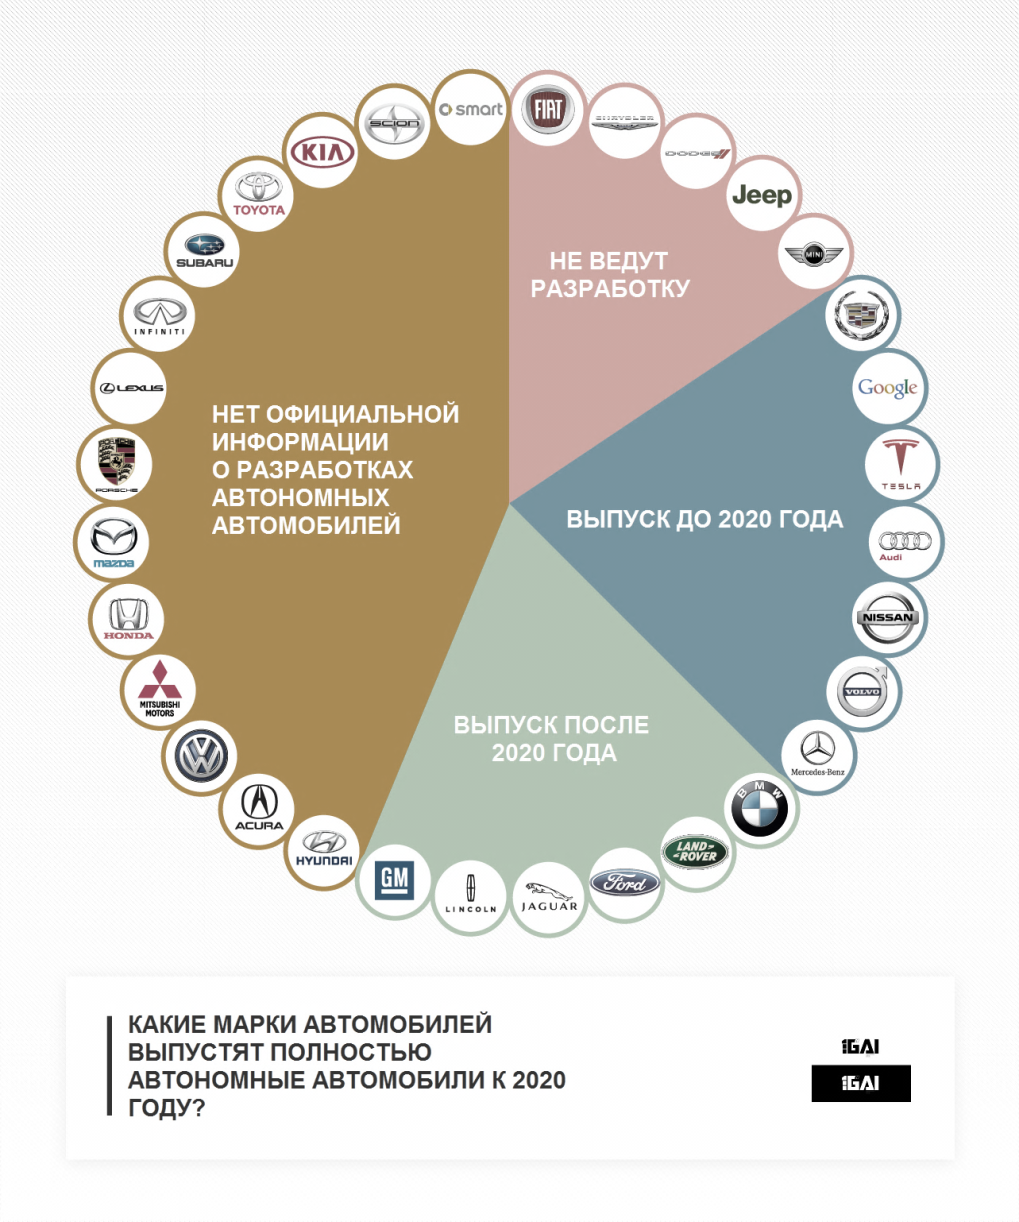 smart
FIAT
CHRYSLER
DODGE
Jeep
MINI
Google
TESLA
Audi
NISSAN
VOLVO
Mercedes-Benz
BMW
LAND-
-ROVER
Ford
JAGUAR
LINCOLN
GM
HYUNDAI
ACURA
MITSUBISHI
MOTORS
HONDA
mazda
PORSCHE
LEXUS
INFINITI
SUBARU
TOYOTA
KIA
SCION
НЕ ВЕДУТ
РАЗРАБОТКУ
ВЫПУСК ДО 2020 ГОДА
ВЫПУСК ПОСЛЕ
2020 ГОДА
НЕТ ОФИЦИАЛЬНОЙ
ИНФОРМАЦИИ
О РАЗРАБОТКАХ
АВТОНОМНЫХ
АВТОМОБИЛЕЙ
КАКИЕ МАРКИ АВТОМОБИЛЕЙ
ВЫПУСТЯТ ПОЛНОСТЬЮ
АВТОНОМНЫЕ АВТОМОБИЛИ К 2020
ГОДУ?
1GAI
1GAI